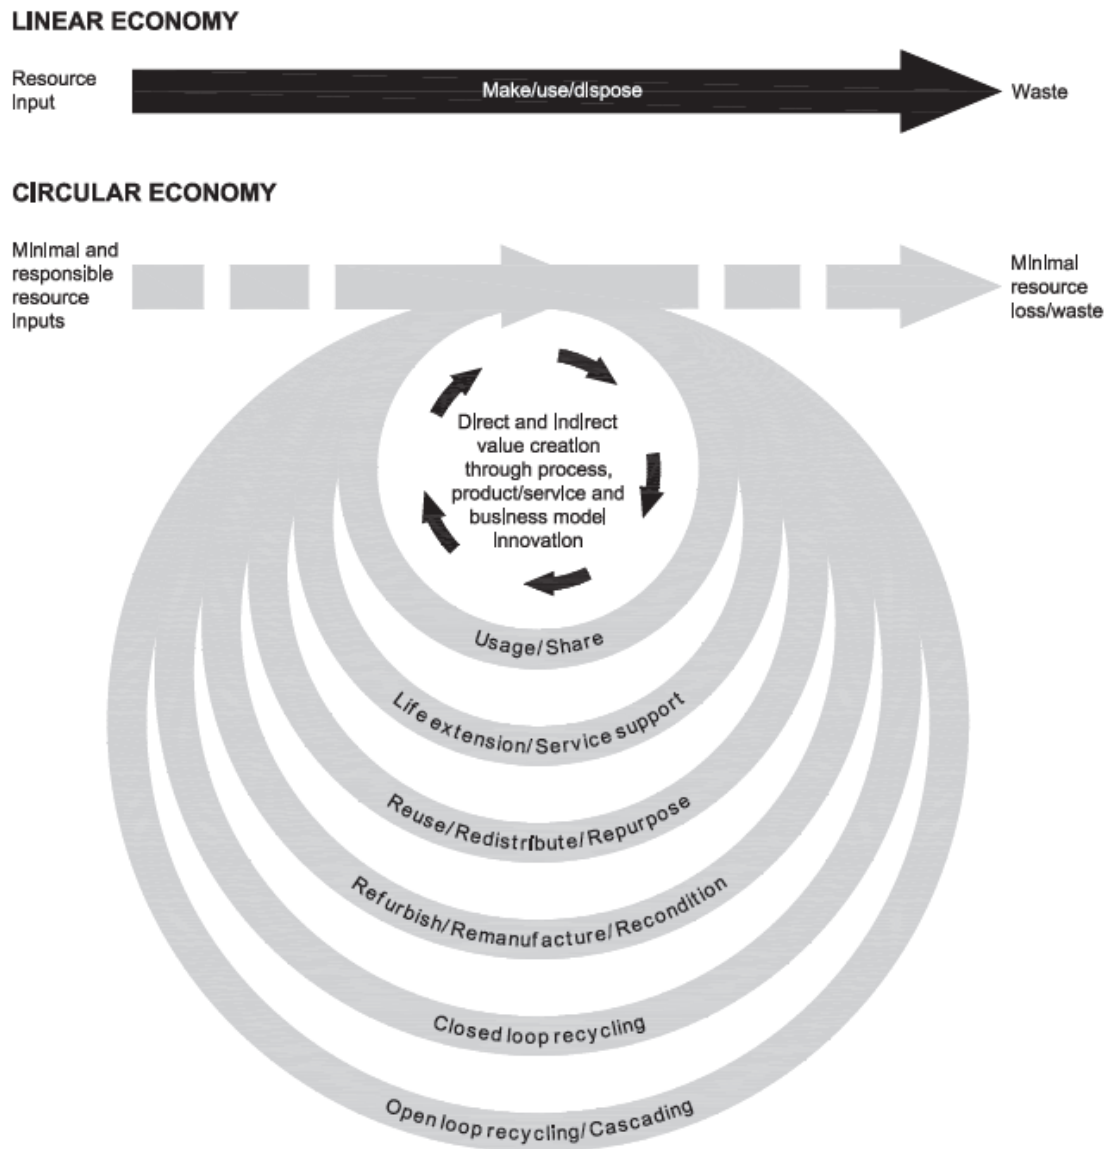 LINEAR ECONOMY
Resource
Input
Make/use/dispose
Waste
CIRCULAR ECONOMY
Minimal and
responsible
resource
inputs
Minimal
resource
loss/waste
Direct and indirect
value creation
through process,
product/service and
business model
innovation
Usage/Share
Life extension/Service support
Reuse/Redistribute/Repurpose
Refurbish/Remanufacture/Recondition
Closed loop recycling
Open loop recycling/Cascading